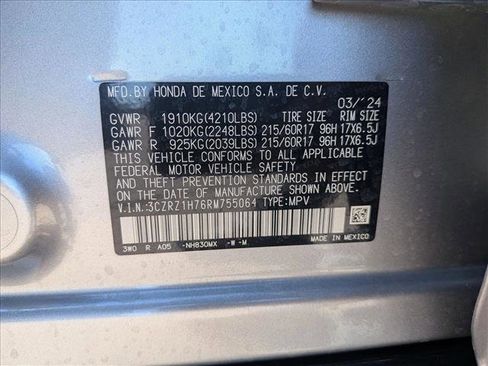 MFD.BY HONDA DE MEXICO S.A. DE C.V.
03/'24
GVWR 1910KG(4210LBS) TIRE SIZE RIM SIZE
GAWR F 1020KG(2248LBS) 215/60R17 96H 17X6.5J
GAWR R 925KG(2039LBS) 215/60R17 96H 17X6.5J
THIS VEHICLE CONFORMS TO ALL APPLICABLE
FEDERAL MOTOR VEHICLE SAFETY
STANDARDS IN EFFECT ON THE
DATE OF MANUFACTURE SHOWN ABOVE.
V.I.N.:3CZRZ1H76RM755064 TYPE:MPV
3W0 R A05 -NH830MX -W -M
MADE IN MEXICO